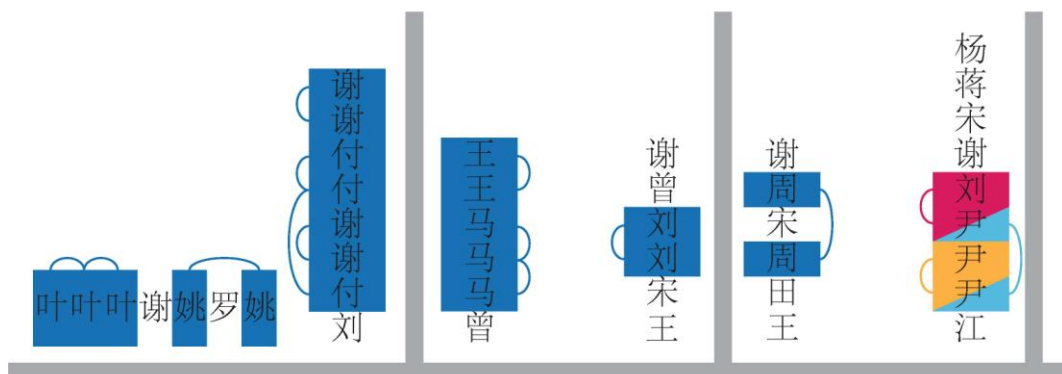 叶叶叶谢姚罗姚
谢谢付付谢谢付刘
王王马马马曾
谢曾刘刘宋王
谢周宋周田王
杨蒋宋谢刘尹尹尹江